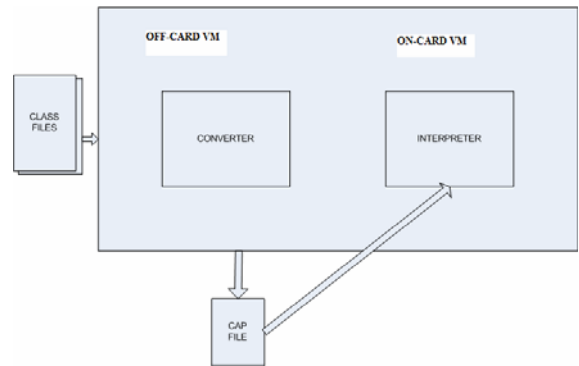 OFF-CARD VM
ON-CARD VM
CLASS
FILES
CONVERTER
INTERPRETER
CAP
FILE